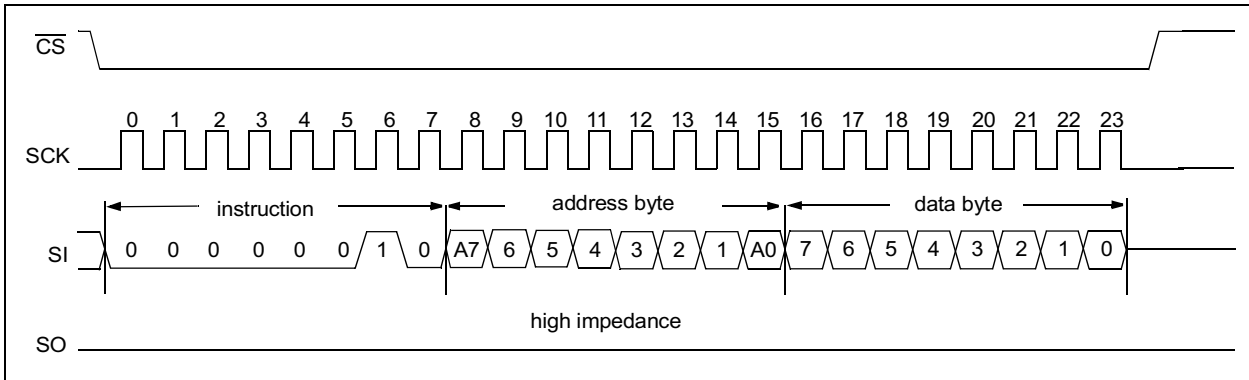 CS
0 1 2 3 4 5 6 7 8 9 10 11 12 13 14 15 16 17 18 19 20 21 22 23
SCK
instruction address byte data byte
SI 0 0 0 0 0 0 1 0 A7 6 5 4 3 2 1 A0 7 6 5 4 3 2 1 0
high impedance
SO